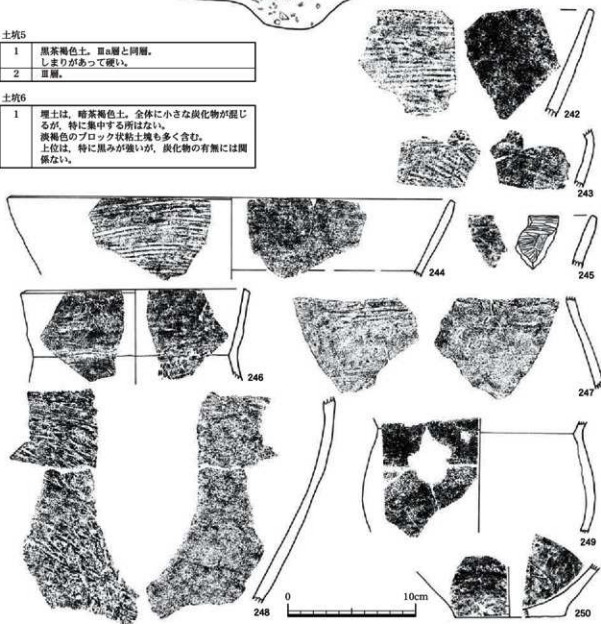 土坑5
1 黒茶褐色土。Ⅲa層と同層。
しまりがあって硬い。
2 Ⅲ層。
土坑6
1 埋土は，暗茶褐色土。全体に小さな炭化物が混じ
るが，特に集中する所はない。
淡褐色のブロック状粘土塊も多く含む。
上位は，特に黒みが強いが，炭化物の有無には関
係ない。
242
243
244
245
246
247
248
249
250
0 10cm